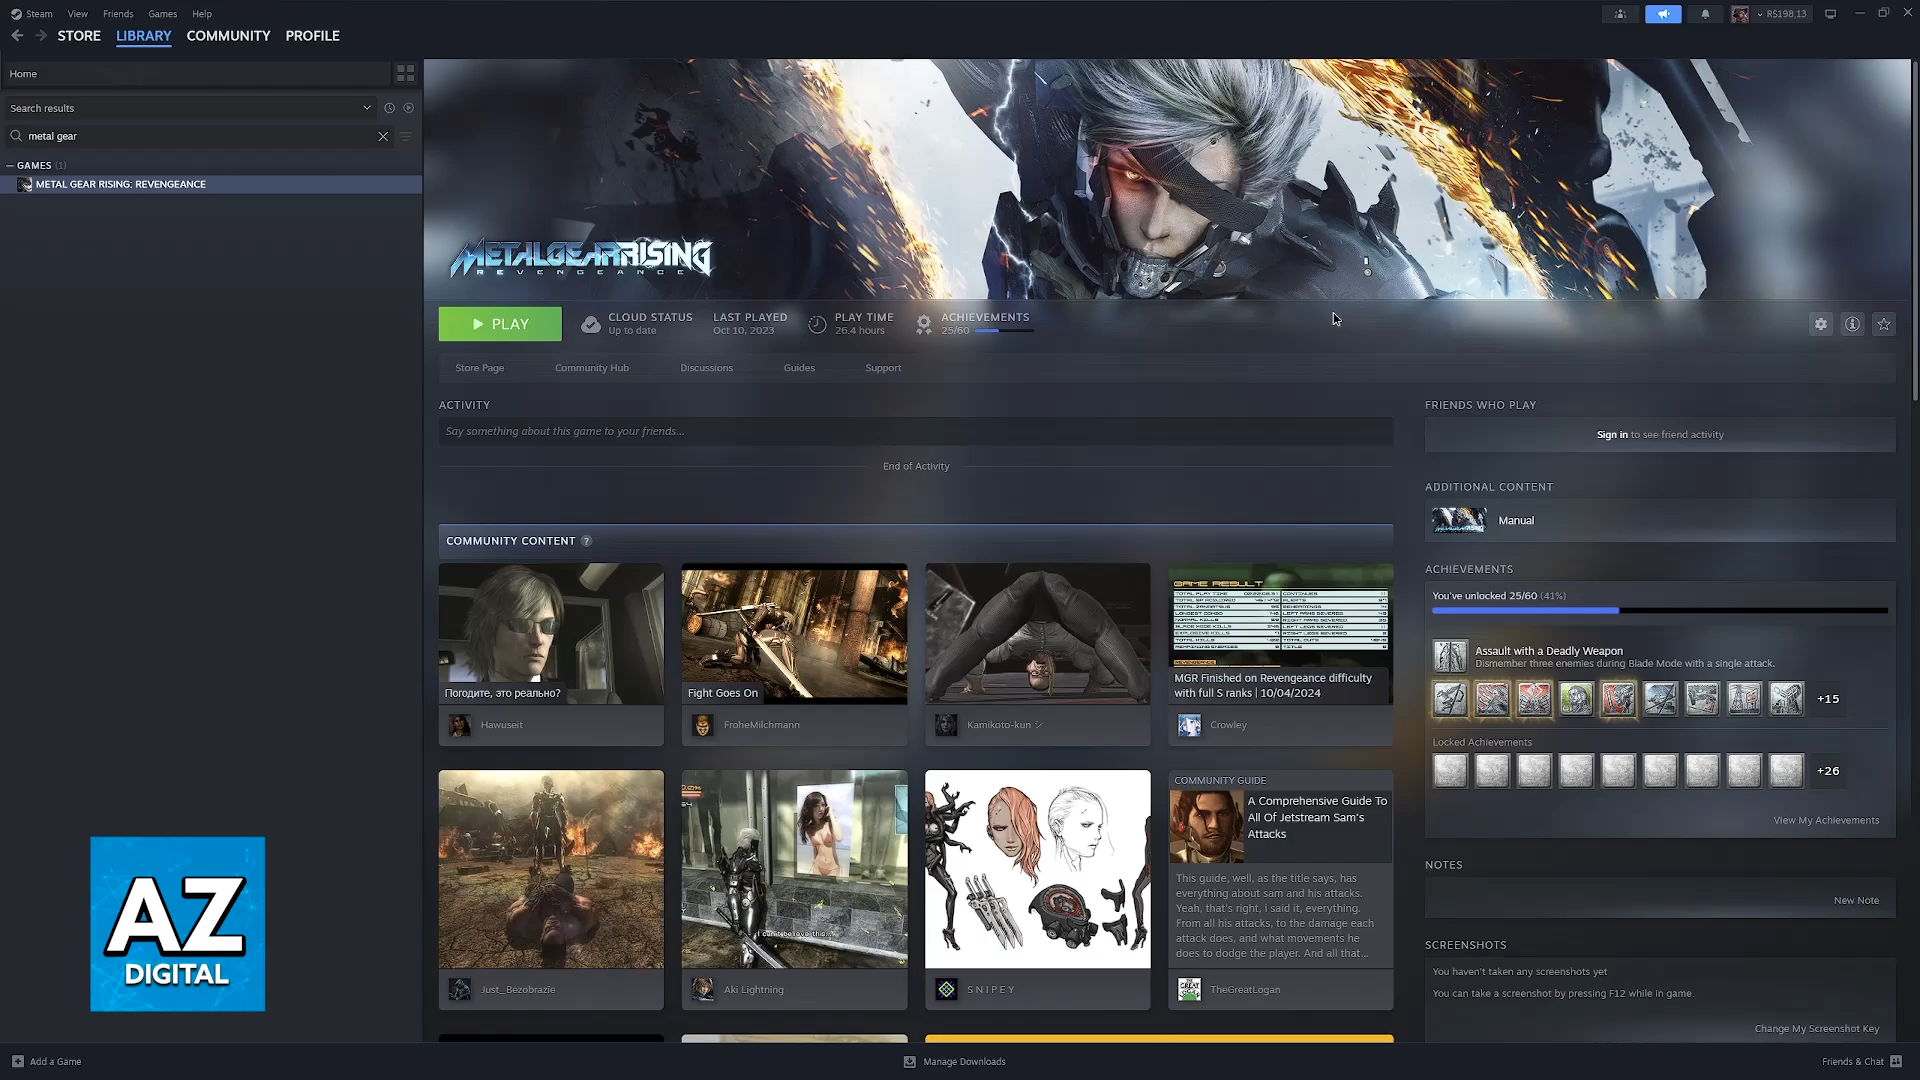 Steam View Friends Games Help
R$198,13
STORE LIBRARY COMMUNITY PROFILE
Home
Search results
metal gear
GAMES (1)
METAL GEAR RISING: REVENGEANCE
METAL GEAR RISING
REVENGEANCE
PLAY
CLOUD STATUS
Up to date
LAST PLAYED
Oct 10, 2023
PLAY TIME
26.4 hours
ACHIEVEMENTS
25/60
Store Page Community Hub Discussions Guides Support
ACTIVITY
Say something about this game to your friends...
End of Activity
COMMUNITY CONTENT ?
Погодите, это реально?
Hawuseit
Fight Goes On
FroheMilchmann
Kamikoto-kun シ
GAME RESULT
MGR Finished on Revengeance difficulty
with full S ranks | 10/04/2024
Crowley
Just_Bezobrazie
I can't believe this...
Aki Lightning
S N I P E Y
COMMUNITY GUIDE
A Comprehensive Guide To
All Of Jetstream Sam's
Attacks
This guide, well, as the title says, has
everything about sam and his attacks.
Yeah, that's right, i said it, everything.
From all his attacks, to the damage each
attack does, and what movements he
does to dodge the player. And all that...
TheGreatLogan
FRIENDS WHO PLAY
Sign in to see friend activity
ADDITIONAL CONTENT
Manual
ACHIEVEMENTS
You've unlocked 25/60 (41%)
Assault with a Deadly Weapon
Dismember three enemies during Blade Mode with a single attack.
+15
Locked Achievements
+26
View My Achievements
NOTES
New Note
SCREENSHOTS
You haven't taken any screenshots yet
You can take a screenshot by pressing F12 while in game.
Change My Screenshot Key
AZ
DIGITAL
Add a Game
Manage Downloads
Friends & Chat